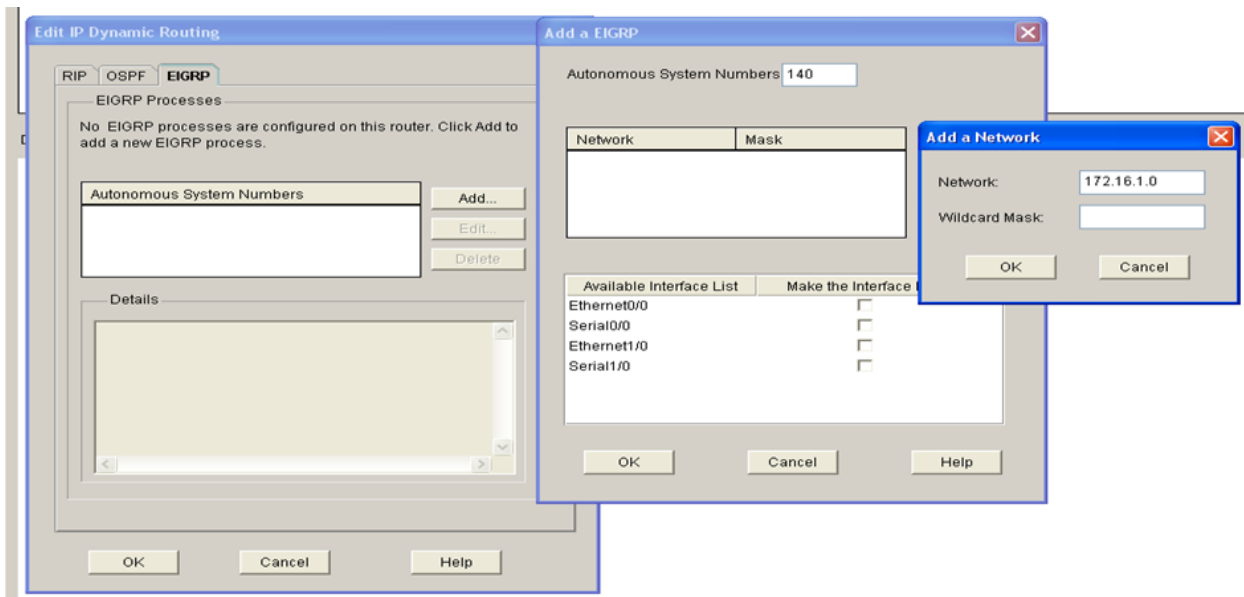 Edit IP Dynamic Routing
RIP OSPF EIGRP
EIGRP Processes
No EIGRP processes are configured on this router. Click Add to
add a new EIGRP process.
Autonomous System Numbers
Add...
Edit...
Delete
Details
OK Cancel Help
Add a EIGRP
Autonomous System Numbers 140
Network Mask
Available Interface List Make the Interface
Ethernet0/0
Serial0/0
Ethernet1/0
Serial1/0
OK Cancel Help
Add a Network
Network: 172.16.1.0
Wildcard Mask:
OK Cancel